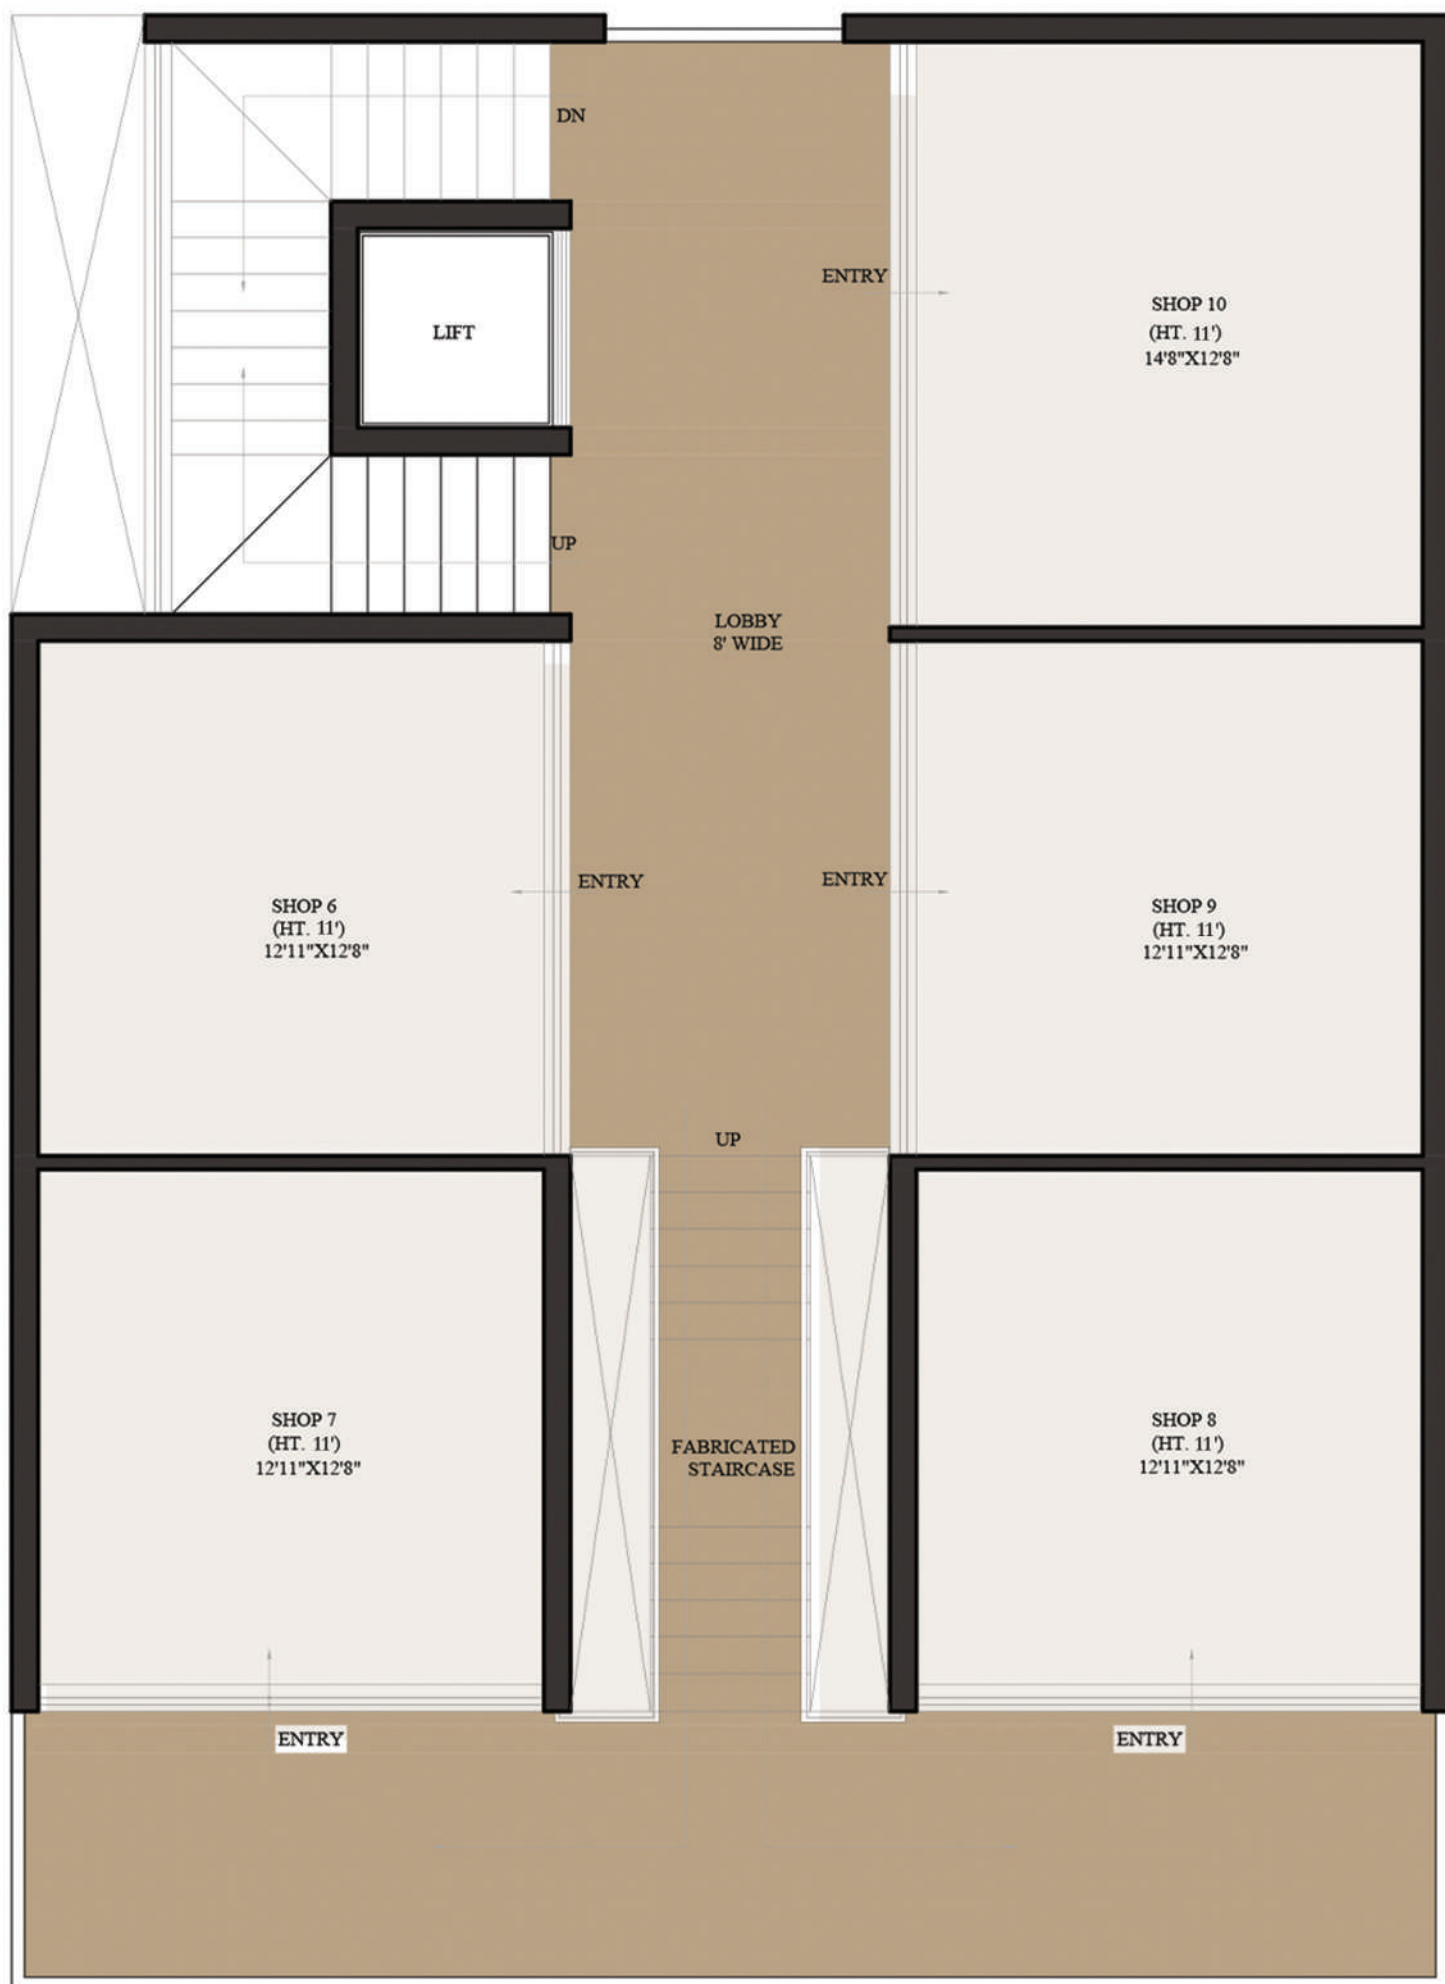 DN
ENTRY
LIFT
SHOP 10
(HT. 11')
14'8"X12'8"
UP
LOBBY
8' WIDE
ENTRY
ENTRY
SHOP 6
(HT. 11')
12'11"X12'8"
SHOP 9
(HT. 11')
12'11"X12'8"
UP
SHOP 7
(HT. 11')
12'11"X12'8"
FABRICATED
STAIRCASE
SHOP 8
(HT. 11')
12'11"X12'8"
ENTRY
ENTRY